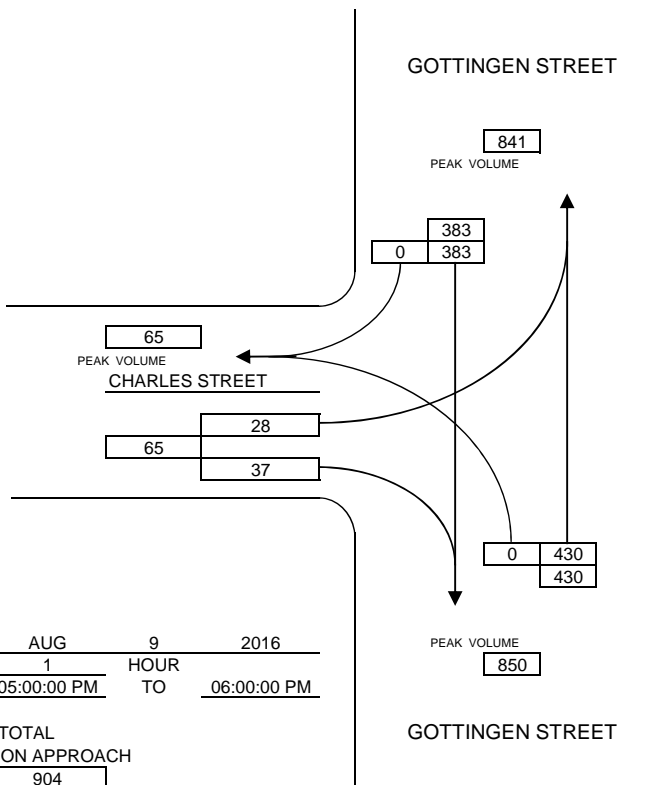 GOTTINGEN STREET
841
PEAK VOLUME
383
0 383
65
PEAK VOLUME
CHARLES STREET
28
65
37
0 430
430
AUG 9 2016
1 HOUR
05:00:00 PM TO 06:00:00 PM
PEAK VOLUME
850
TOTAL
ON APPROACH
904
GOTTINGEN STREET